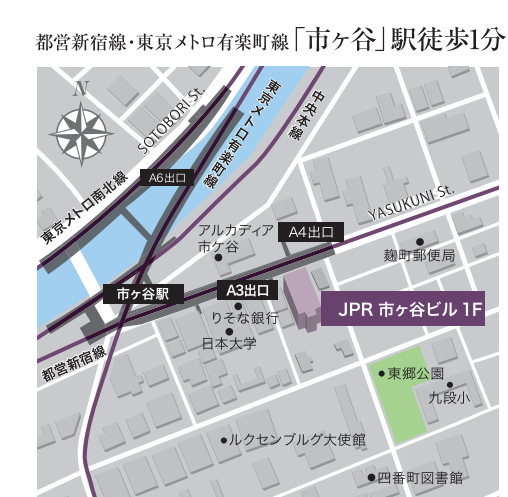 都営新宿線・東京メトロ有楽町線「市ヶ谷」駅徒歩1分
N
SOTOBORI St.
東京メトロ有楽町線
中央本線
A6出口
東京メトロ南北線
YASUKUNI St.
アルカディア
市ケ谷
A4出口
麹町郵便局
市ヶ谷駅
A3出口
りそな銀行
JPR 市ヶ谷ビル 1F
日本大学
都営新宿線
東郷公園
九段小
ルクセンブルグ大使館
四番町図書館